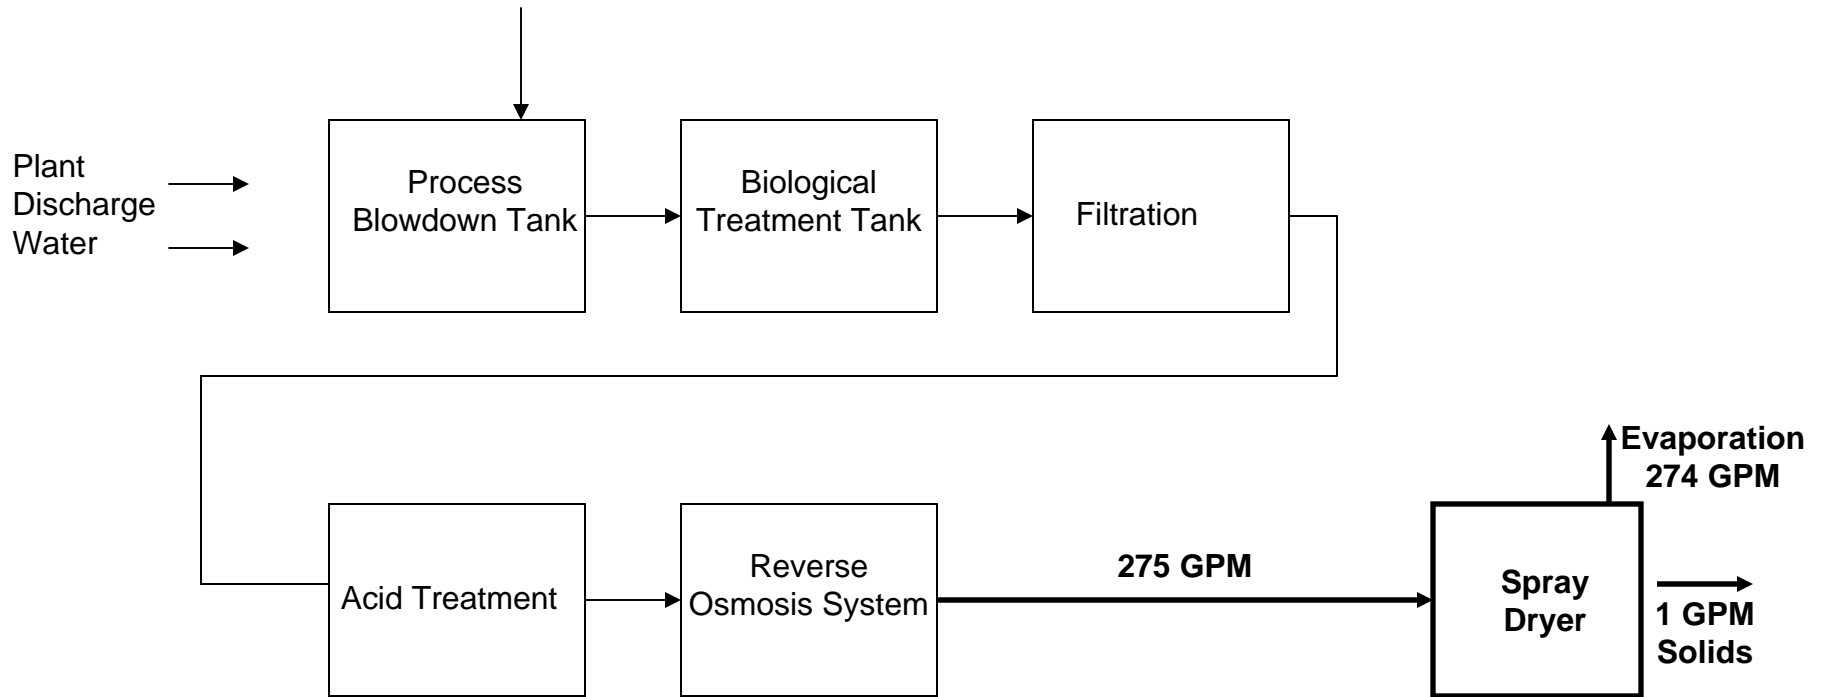 Plant
Discharge
Water
Process
Blowdown Tank
Biological
Treatment Tank
Filtration
Evaporation
274 GPM
Acid Treatment
Reverse
Osmosis System
275 GPM
Spray
Dryer
1 GPM
Solids